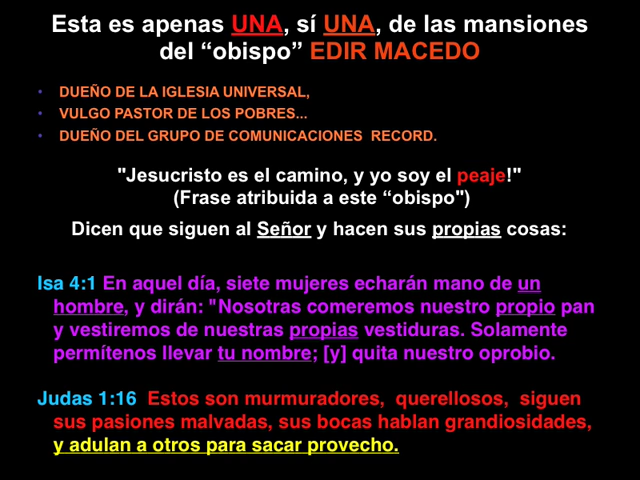 Esta es apenas UNA, sí UNA, de las mansiones
del “obispo” EDIR MACEDO
• DUEÑO DE LA IGLESIA UNIVERSAL,
• VULGO PASTOR DE LOS POBRES...
• DUEÑO DEL GRUPO DE COMUNICACIONES RECORD.
"Jesucristo es el camino, y yo soy el peaje!"
(Frase atribuida a este “obispo")
Dicen que siguen al Señor y hacen sus propias cosas:
Isa 4:1 En aquel día, siete mujeres echarán mano de un
hombre, y dirán: "Nosotras comeremos nuestro propio pan
y vestiremos de nuestras propias vestiduras. Solamente
permítenos llevar tu nombre; [y] quita nuestro oprobio.
Judas 1:16 Estos son murmuradores, querellosos, siguen
sus pasiones malvadas, sus bocas hablan grandiosidades,
y adulan a otros para sacar provecho.